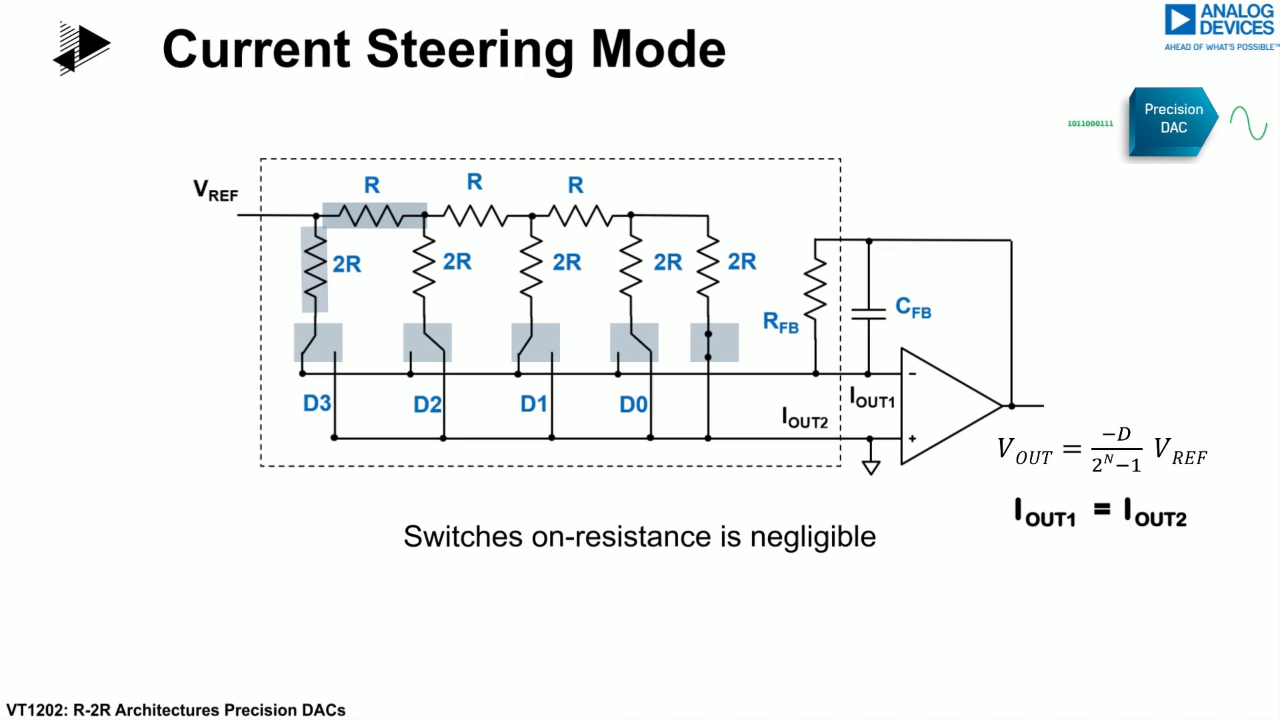 Current Steering Mode
ANALOG
DEVICES
AHEAD OF WHAT'S POSSIBLE™
1011000111
Precision
DAC
V_REF
R R R
2R 2R 2R 2R 2R
R_FB
C_FB
D3 D2 D1 D0
I_OUT1
I_OUT2
V_OUT = \frac{-D}{2^N-1} V_REF
I_OUT1 = I_OUT2
Switches on-resistance is negligible
VT1202: R-2R Architectures Precision DACs